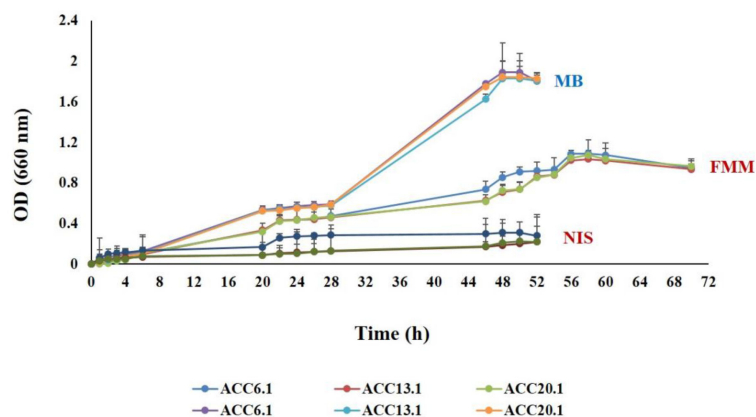 2.4
2
1.6
1.2
0.8
0.4
0
OD (660 nm)
MB
FMM
NIS
0 4 8 12 16 20 24 28 32 36 40 44 48 52 56 60 64 68 72
Time (h)
ACC6.1 ACC13.1 ACC20.1
ACC6.1 ACC13.1 ACC20.1